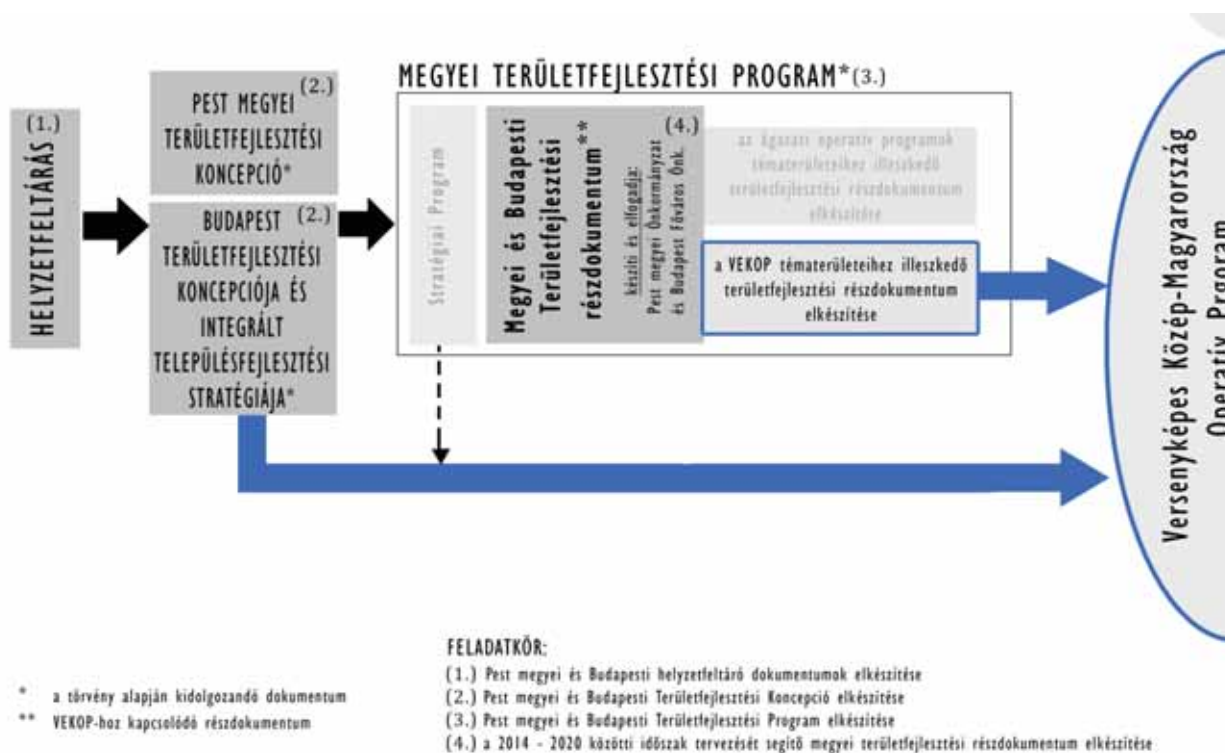 (1.)
HELYZETFELTÁRÁS
(2.)
PEST MEGYEI
TERÜLETFEJLESZTÉSI
KONCEPCIÓ*
BUDAPEST (2.)
TERÜLETFEJLESZTÉSI
KONCEPCIÓJA ÉS
INTEGRÁLT
TELEPÜLÉSFEJLESZTÉSI
STRATÉGIÁJA*
MEGYEI TERÜLETFEJLESZTÉSI PROGRAM*(3.)
Stratégiai Program
(4.)
Megyei és Budapesti
Területfejlesztési
részdokumentum**
készíti és elfogadja:
Pest megyei Önkormányzat
és Budapest Főváros Önk.
az ágazati operatív programok
tématerületeihez illeszkedő
területfejlesztési részdokumentum
elkészítése
a VEKOP tématerületeihez illeszkedő
területfejlesztési részdokumentum
elkészítése
Versenyképes Közép-Magyarország
Operatív Program
* a törvény alapján kidolgozandó dokumentum
** VEKOP-hoz kapcsolódó részdokumentum
FELADATKÖR:
(1.) Pest megyei és Budapesti helyzetfeltáró dokumentumok elkészítése
(2.) Pest megyei és Budapesti Területfejlesztési Koncepció elkészítése
(3.) Pest megyei és Budapesti Területfejlesztési Program elkészítése
(4.) a 2014 - 2020 közötti időszak tervezését segítő megyei területfejlesztési részdokumentum elkészítése